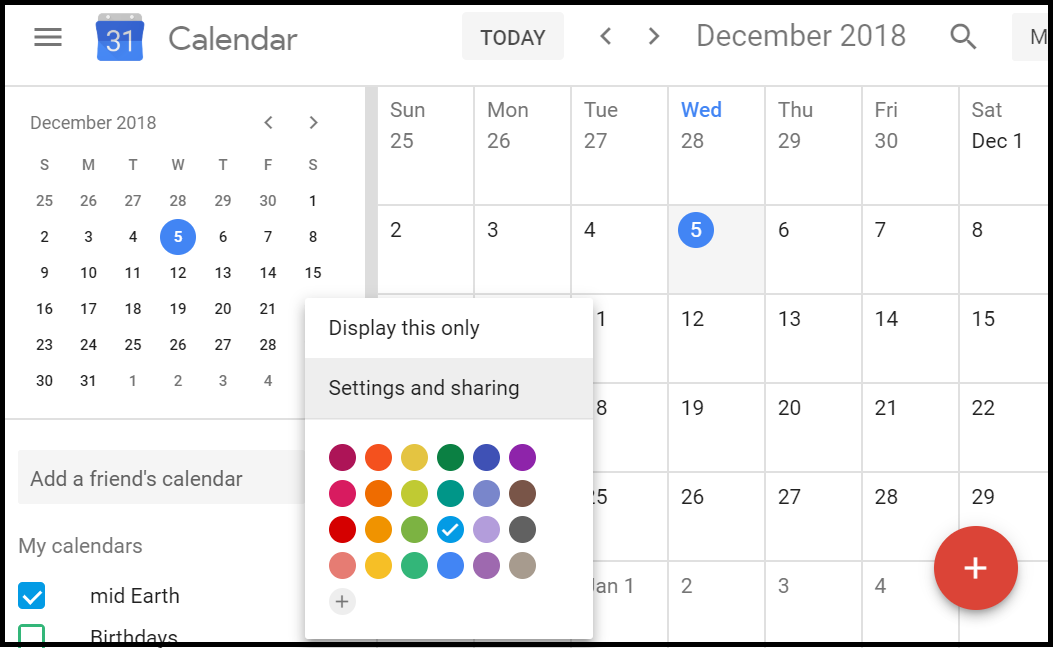 31 Calendar TODAY December 2018 M
December 2018
S M T W T F S
25 26 27 28 29 30 1
2 3 4 5 6 7 8
9 10 11 12 13 14 15
16 17 18 19 20 21
23 24 25 26 27 28
30 31 1 2 3 4
Add a friend's calendar
My calendars
mid Earth
Birthdays
Display this only
Settings and sharing
+
Sun Mon Tue Wed Thu Fri Sat
25 26 27 28 29 30 Dec 1
2 3 4 5 6 7 8
1 12 13 14 15
8 19 20 21 22
25 26 27 28 29
Jan 1 2 3 4
+